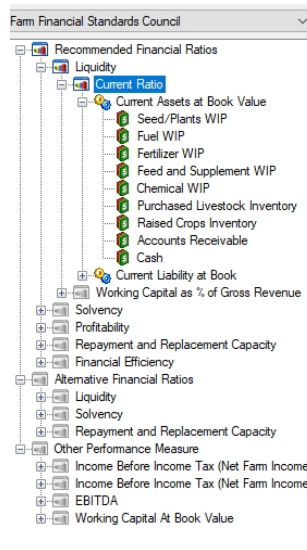 Farm Financial Standards Council
Recommended Financial Ratios
Liquidity
Current Ratio
Current Assets at Book Value
Seed/Plants WIP
Fuel WIP
Fertilizer WIP
Feed and Supplement WIP
Chemical WIP
Purchased Livestock Inventory
Raised Crops Inventory
Accounts Receivable
Cash
Current Liability at Book
Working Capital as % of Gross Revenue
Solvency
Profitability
Repayment and Replacement Capacity
Financial Efficiency
Alternative Financial Ratios
Liquidity
Solvency
Repayment and Replacement Capacity
Other Performance Measure
Income Before Income Tax (Net Farm Income
Income Before Income Tax (Net Farm Income
EBITDA
Working Capital At Book Value